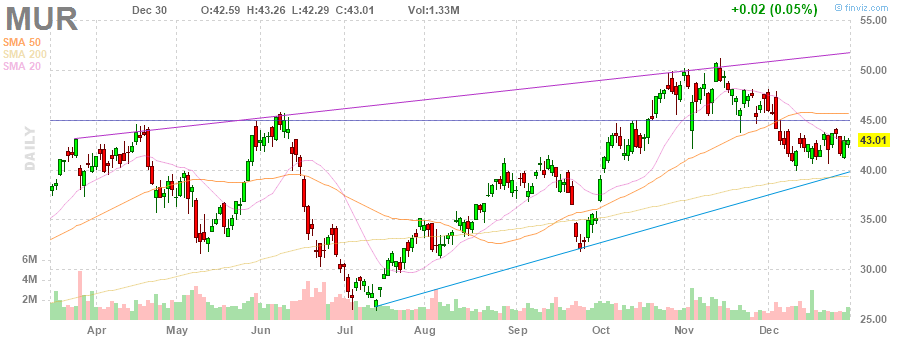 MUR Dec 30 O:42.59 H:43.26 L:42.29 C:43.01 Vol:1.33M +0.02 (0.05%) © finviz.com
SMA 50
SMA 200
SMA 20
DAILY
55.00
50.00
45.00
43.01
40.00
35.00
30.00
25.00
6M
4M
2M
Apr May Jun Jul Aug Sep Oct Nov Dec